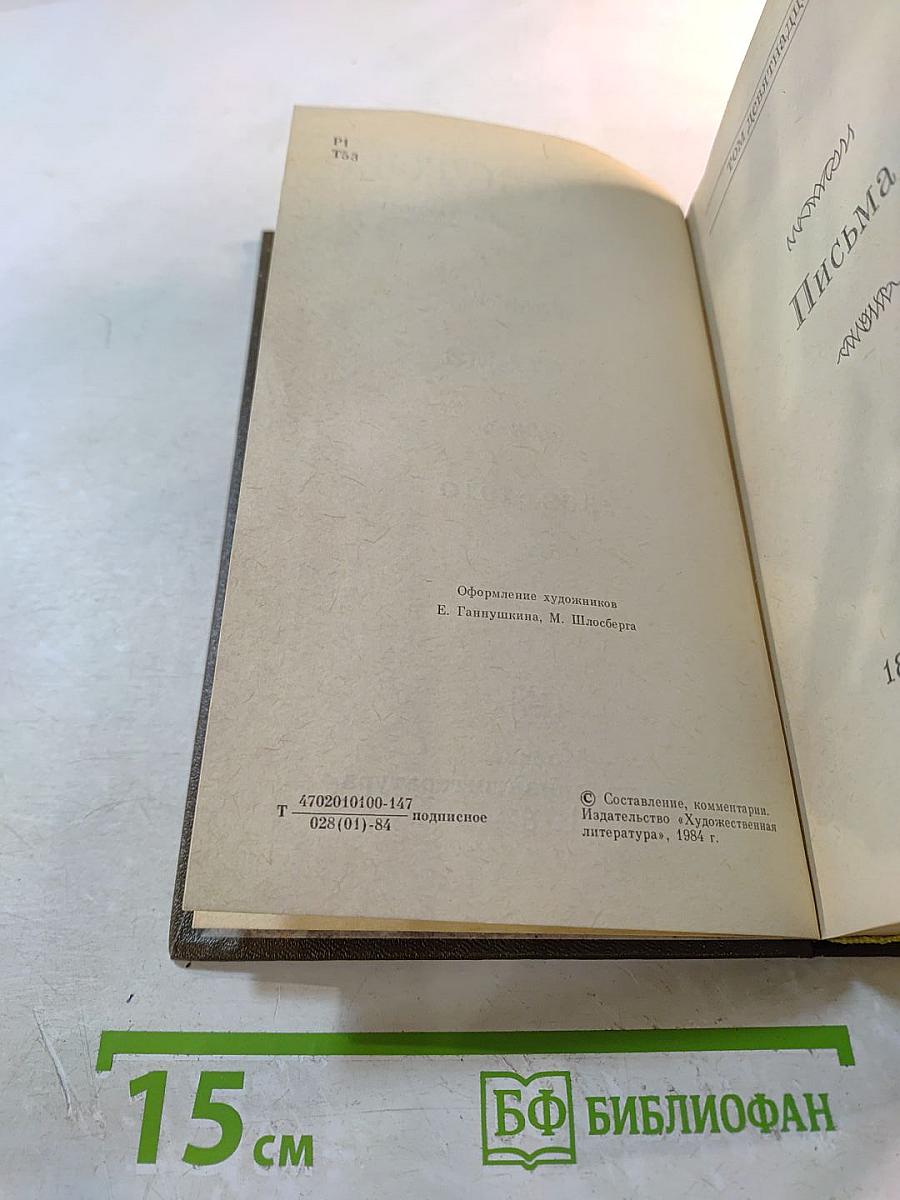 Р1
Т53
Оформление художников
Е. Ганнушкина, М. Шлосберга
Т 4702010100-147
028(01)-84
подписное
© Составление, комментарии.
Издательство «Художественная
литература», 1984 г.
ТОМ
Письма
15 см
БФ БИБЛИОФАН